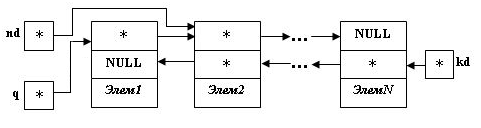 nd * * * ... NULL
NULL * ... * * kd
q * Элем1 Элем2 ЭлемN